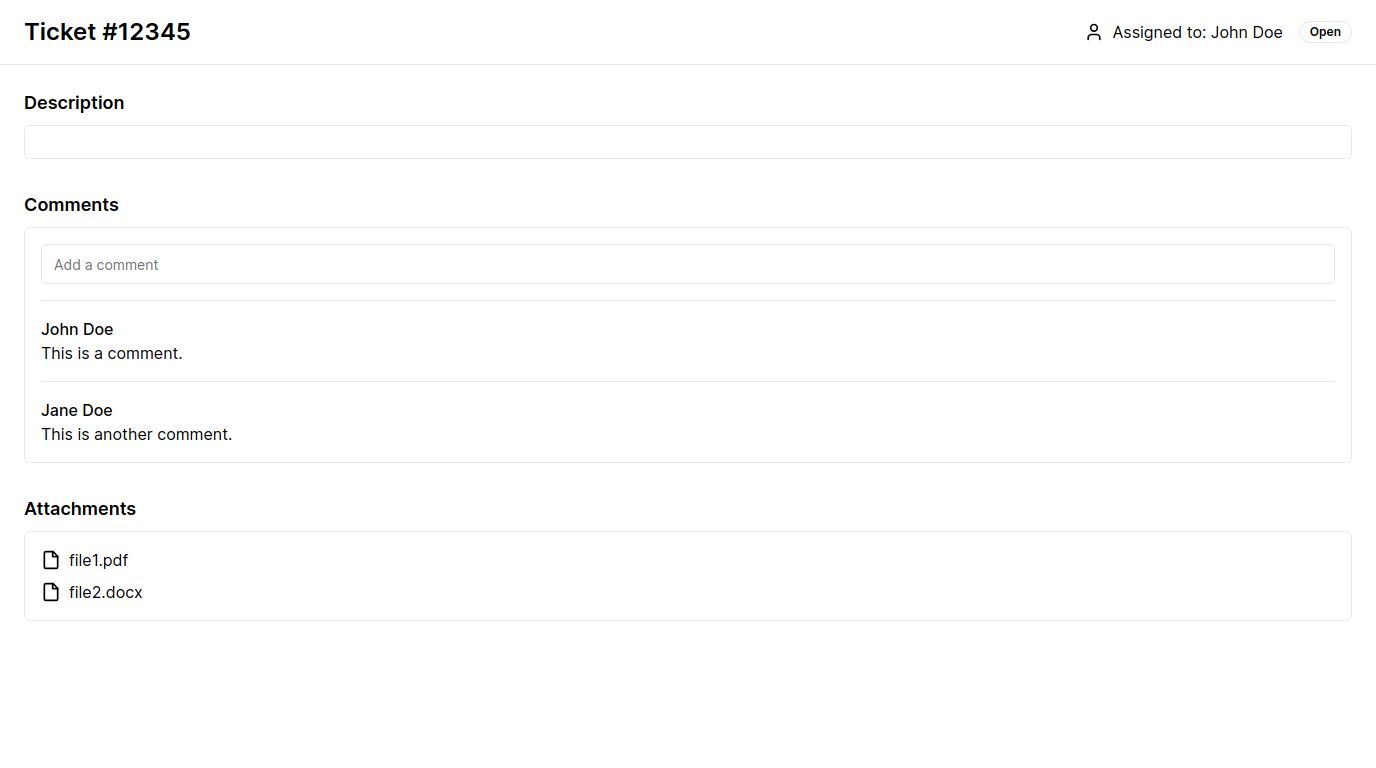 Ticket #12345
Assigned to: John Doe
Open
Description
Comments
Add a comment
John Doe
This is a comment.
Jane Doe
This is another comment.
Attachments
file1.pdf
file2.docx